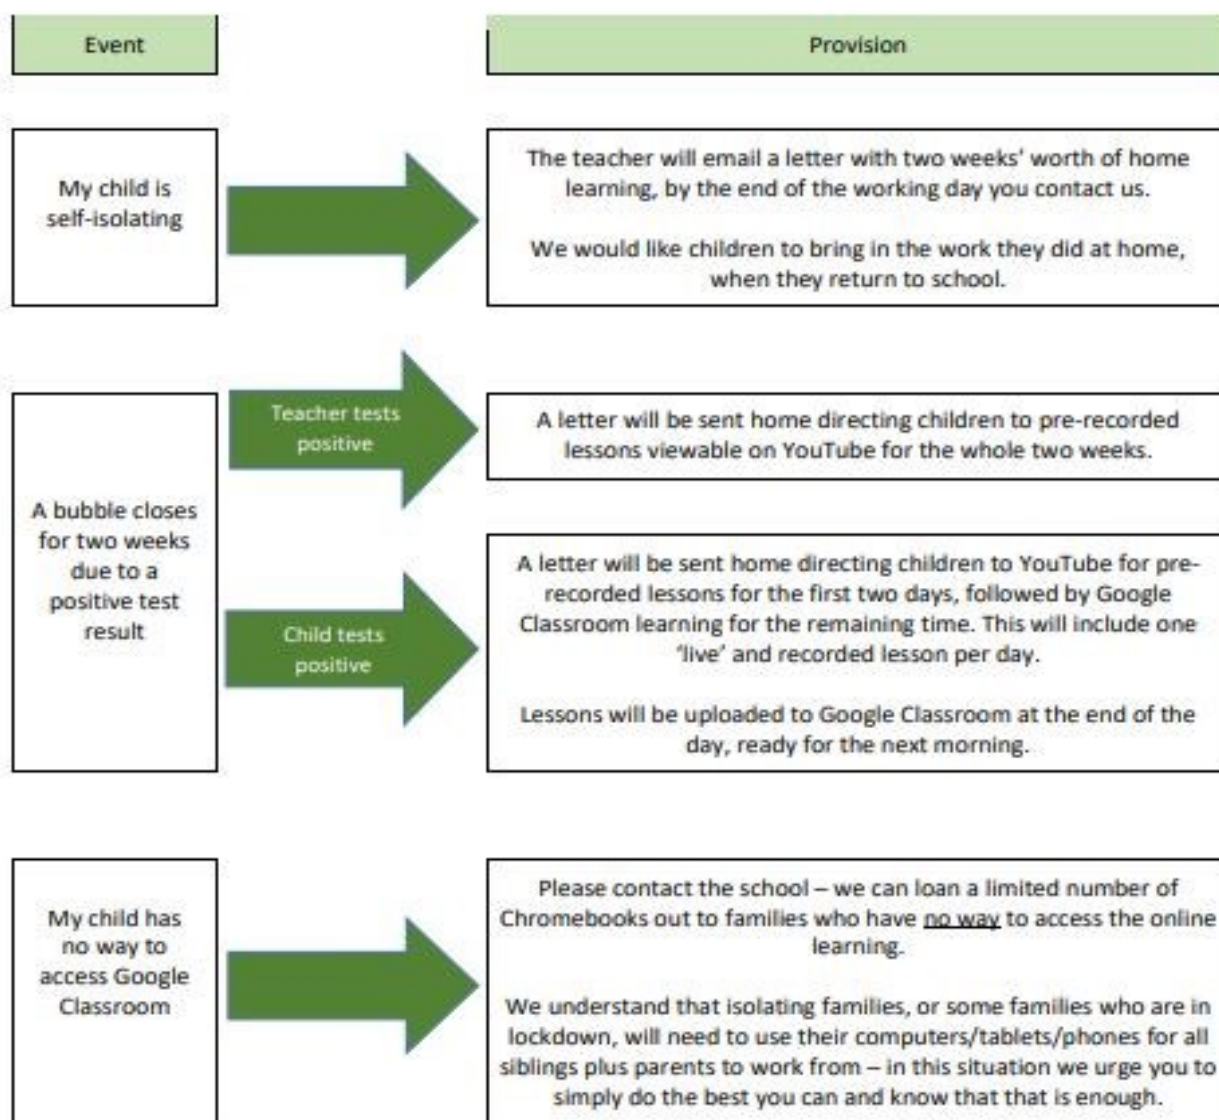 Event
Provision
My child is
self-isolating
The teacher will email a letter with two weeks' worth of home
learning, by the end of the working day you contact us.
We would like children to bring in the work they did at home,
when they return to school.
A bubble closes
for two weeks
due to a
positive test
result
Teacher tests
positive
A letter will be sent home directing children to pre-recorded
lessons viewable on YouTube for the whole two weeks.
Child tests
positive
A letter will be sent home directing children to YouTube for pre-
recorded lessons for the first two days, followed by Google
Classroom learning for the remaining time. This will include one
'live' and recorded lesson per day.
Lessons will be uploaded to Google Classroom at the end of the
day, ready for the next morning.
My child has
no way to
access Google
Classroom
Please contact the school – we can loan a limited number of
Chromebooks out to families who have no way to access the online
learning.
We understand that isolating families, or some families who are in
lockdown, will need to use their computers/tablets/phones for all
siblings plus parents to work from – in this situation we urge you to
simply do the best you can and know that that is enough.